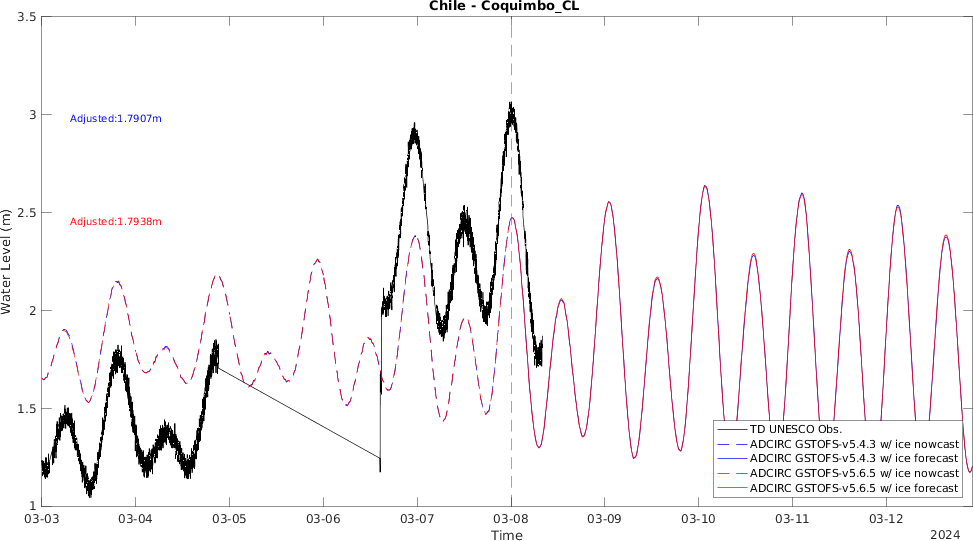 Chile - Coquimbo_CL
3.5
3
2.5
2
1.5
1
Water Level (m)
Adjusted:1.7907m
Adjusted:1.7938m
TD UNESCO Obs.
ADCIRC GSTOFS-v5.4.3 w/ ice nowcast
ADCIRC GSTOFS-v5.4.3 w/ ice forecast
ADCIRC GSTOFS-v5.6.5 w/ ice nowcast
ADCIRC GSTOFS-v5.6.5 w/ ice forecast
03-03 03-04 03-05 03-06 03-07 03-08 03-09 03-10 03-11 03-12
Time
2024